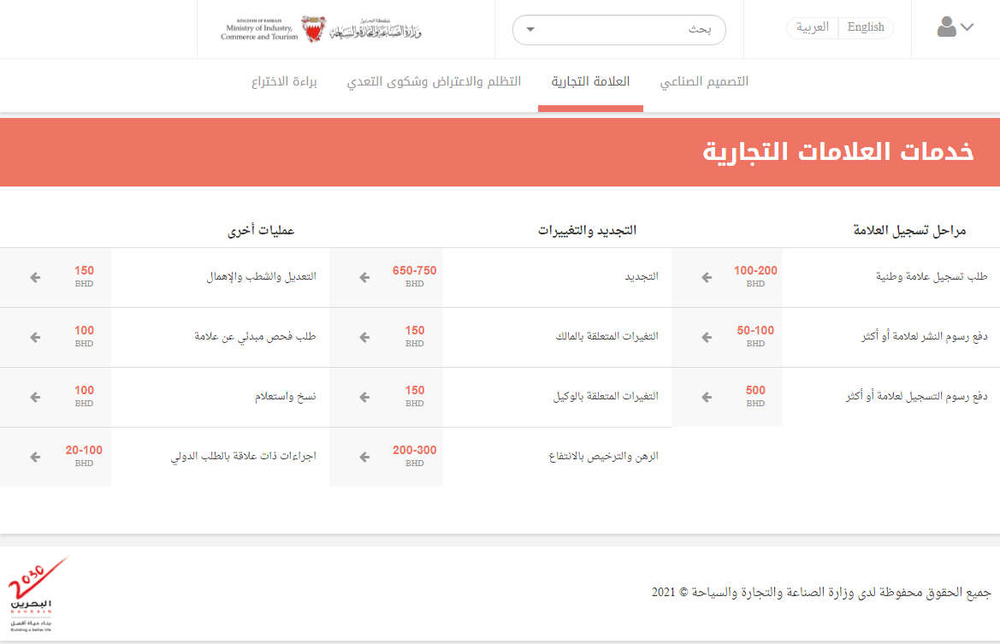 English
العربية
بحث
KINGDOM OF BAHRAIN
Ministry of Industry,
Commerce and Tourism
مملكة البحرين
وزارة الصناعة والتجارة والسياحة
التصميم الصناعي
العلامة التجارية
التظلم والاعتراض وشكوى التعدي
براءة الاختراع
خدمات العلامات التجارية
مراحل تسجيل العلامة
طلب تسجيل علامة وطنية
100-200
BHD
دفع رسوم النشر لعلامة أو أكثر
50-100
BHD
دفع رسوم التسجيل لعلامة أو أكثر
500
BHD
التجديد والتغييرات
التجديد
650-750
BHD
التغيرات المتعلقة بالمالك
150
BHD
التغيرات المتعلقة بالوكيل
150
BHD
الرهن والترخيص بالانتفاع
200-300
BHD
عمليات أخرى
التعديل والشطب والإهمال
150
BHD
طلب فحص مبدئي عن علامة
100
BHD
نسخ واستعلام
100
BHD
اجراءات ذات علاقة بالطلب الدولي
20-100
BHD
جميع الحقوق محفوظة لدى وزارة الصناعة والتجارة والسياحة © 2021
2030
البحرين
BAHRAIN
بناء حياة أفضل
Building a better life